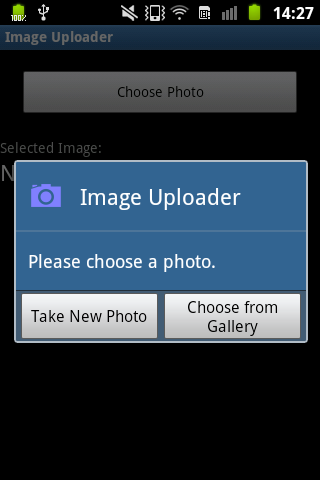 100%
14:27
Image Uploader
Choose Photo
Selected Image:
N
Image Uploader
Please choose a photo.
Take New Photo
Choose from
Gallery